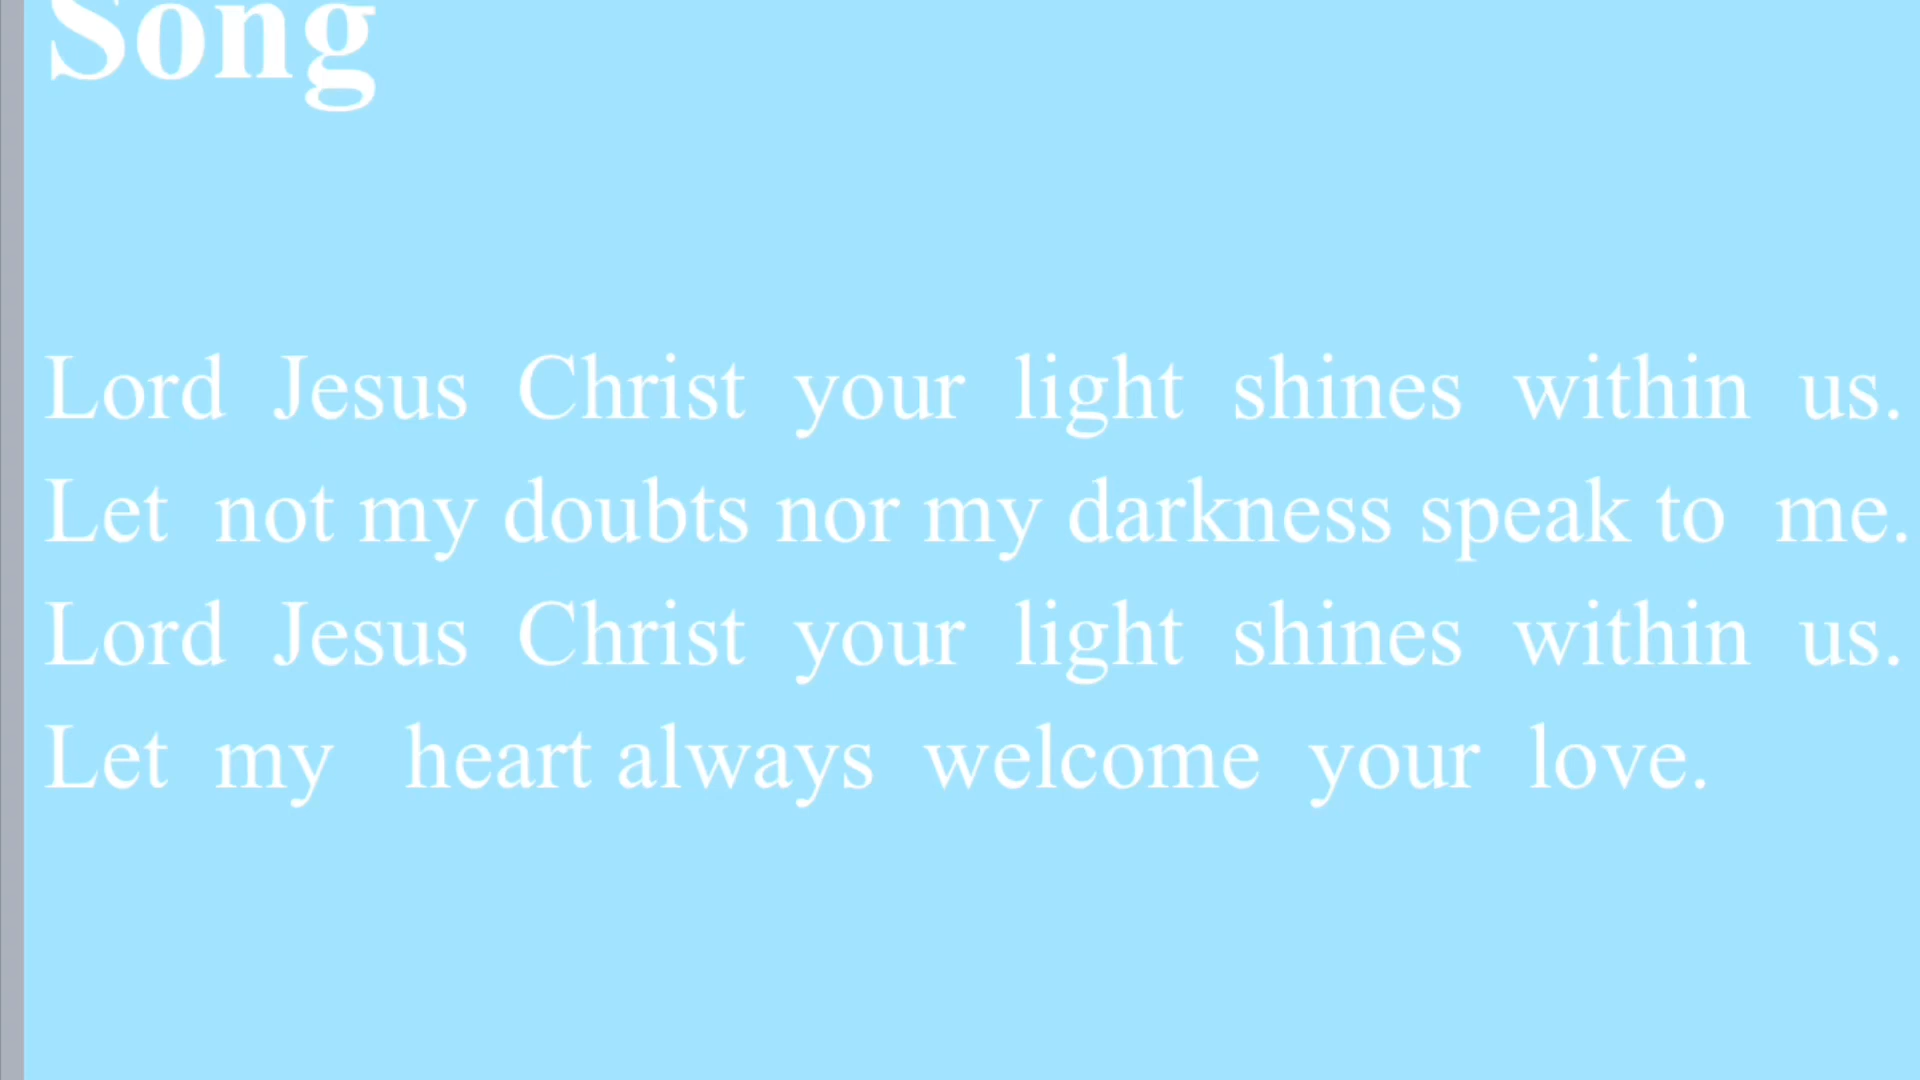 Song
Lord Jesus Christ your light shines within us.
Let not my doubts nor my darkness speak to me.
Lord Jesus Christ your light shines within us.
Let my heart always welcome your love.